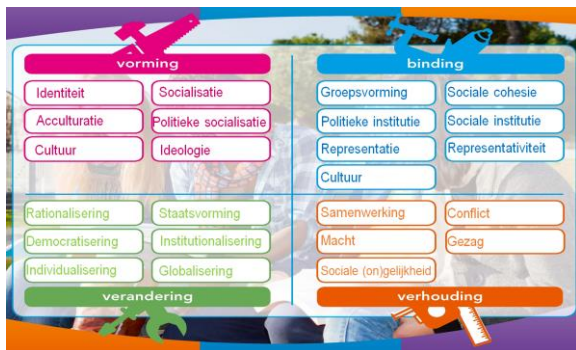 vorming
Identiteit
Socialisatie
Acculturatie
Politieke socialisatie
Cultuur
Ideologie
binding
Groepsvorming
Sociale cohesie
Politieke institutie
Sociale institutie
Representatie
Representativiteit
Cultuur
Rationalisering
Staatsvorming
Democratisering
Institutionalisering
Individualisering
Globalisering
verandering
Samenwerking
Conflict
Macht
Gezag
Sociale (on)gelijkheid
verhouding